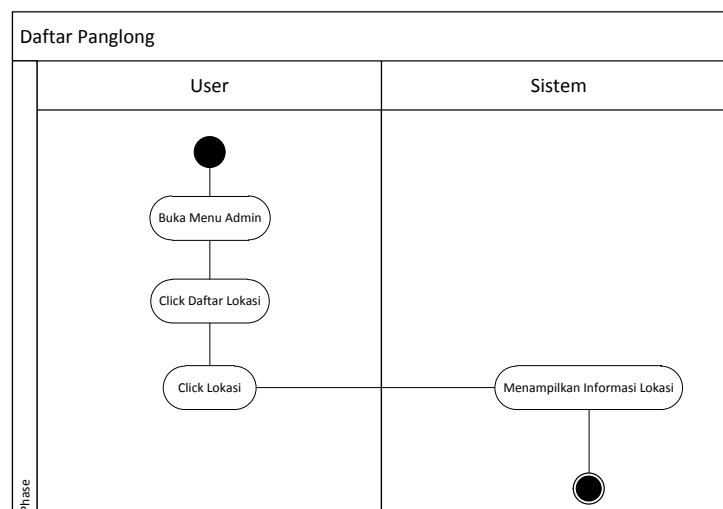 Daftar Panglong
User
Sistem
Buka Menu Admin
Click Daftar Lokasi
Click Lokasi
Menampilkan Informasi Lokasi
Phase